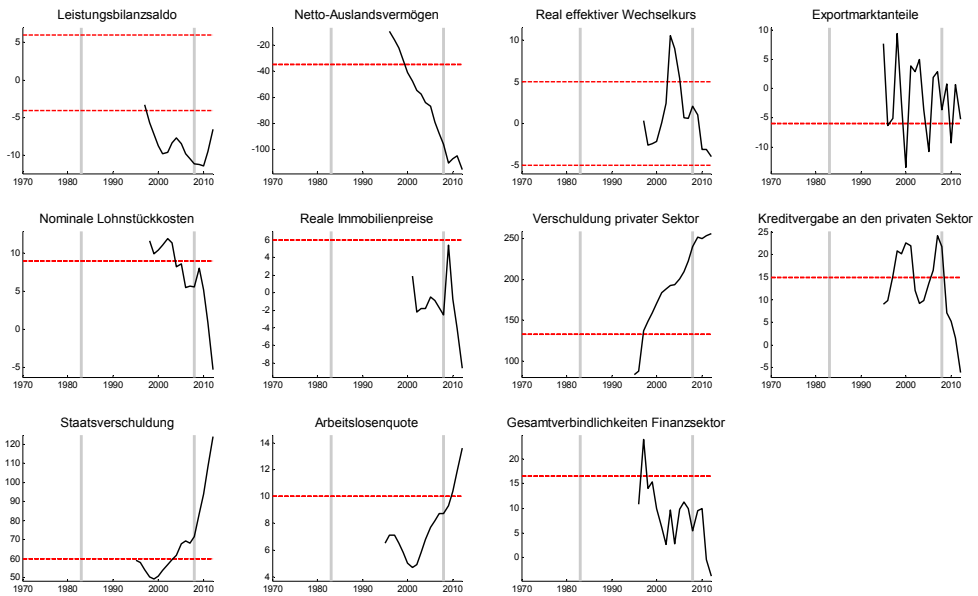 Leistungsbilanzsaldo
5
0
-5
-10
1970 1980 1990 2000 2010
Netto-Auslandsvermögen
-20
-40
-60
-80
-100
1970 1980 1990 2000 2010
Real effektiver Wechselkurs
10
5
0
-5
1970 1980 1990 2000 2010
Exportmarktanteile
10
5
0
-5
-10
1970 1980 1990 2000 2010
Nominale Lohnstückkosten
10
5
0
-5
1970 1980 1990 2000 2010
Reale Immobilienpreise
6
4
2
0
-2
-4
-6
-8
1970 1980 1990 2000 2010
Verschuldung privater Sektor
250
200
150
100
1970 1980 1990 2000 2010
Kreditvergabe an den privaten Sektor
25
20
15
10
5
0
-5
1970 1980 1990 2000 2010
Staatsverschuldung
120
110
100
90
80
70
60
50
1970 1980 1990 2000 2010
Arbeitslosenquote
14
12
10
8
6
4
1970 1980 1990 2000 2010
Gesamtverbindlichkeiten Finanzsektor
20
15
10
5
0
1970 1980 1990 2000 2010